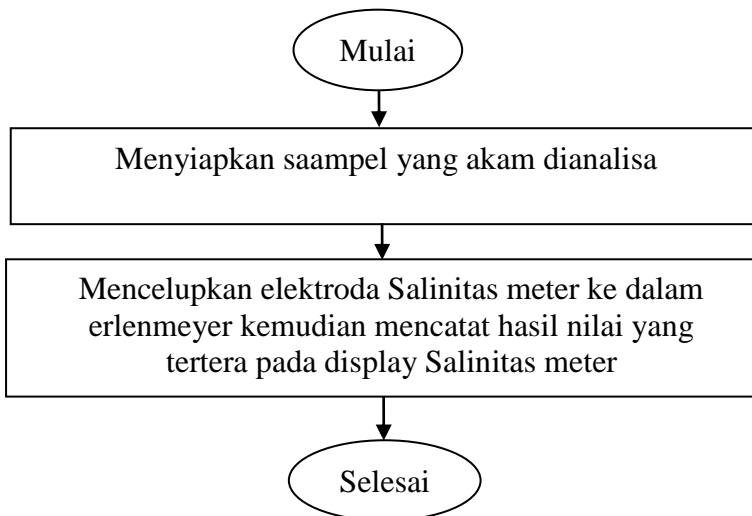 Mulai
Menyiapkan saampel yang akam dianalisa
Mencelupkan elektroda Salinitas meter ke dalam
erlenmeyer kemudian mencatat hasil nilai yang
tertera pada display Salinitas meter
Selesai